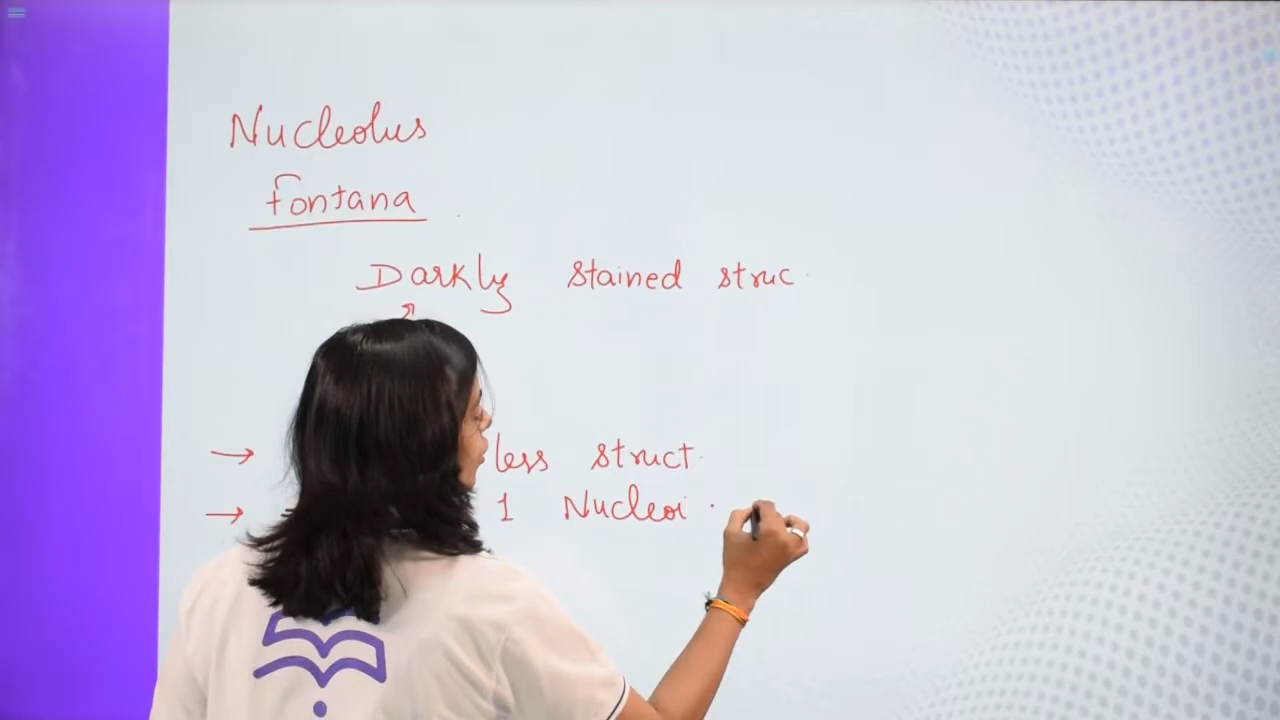 Nucleolus
Fontana
Darkly stained struc.
→ less struct.
→ 1 Nucleoi